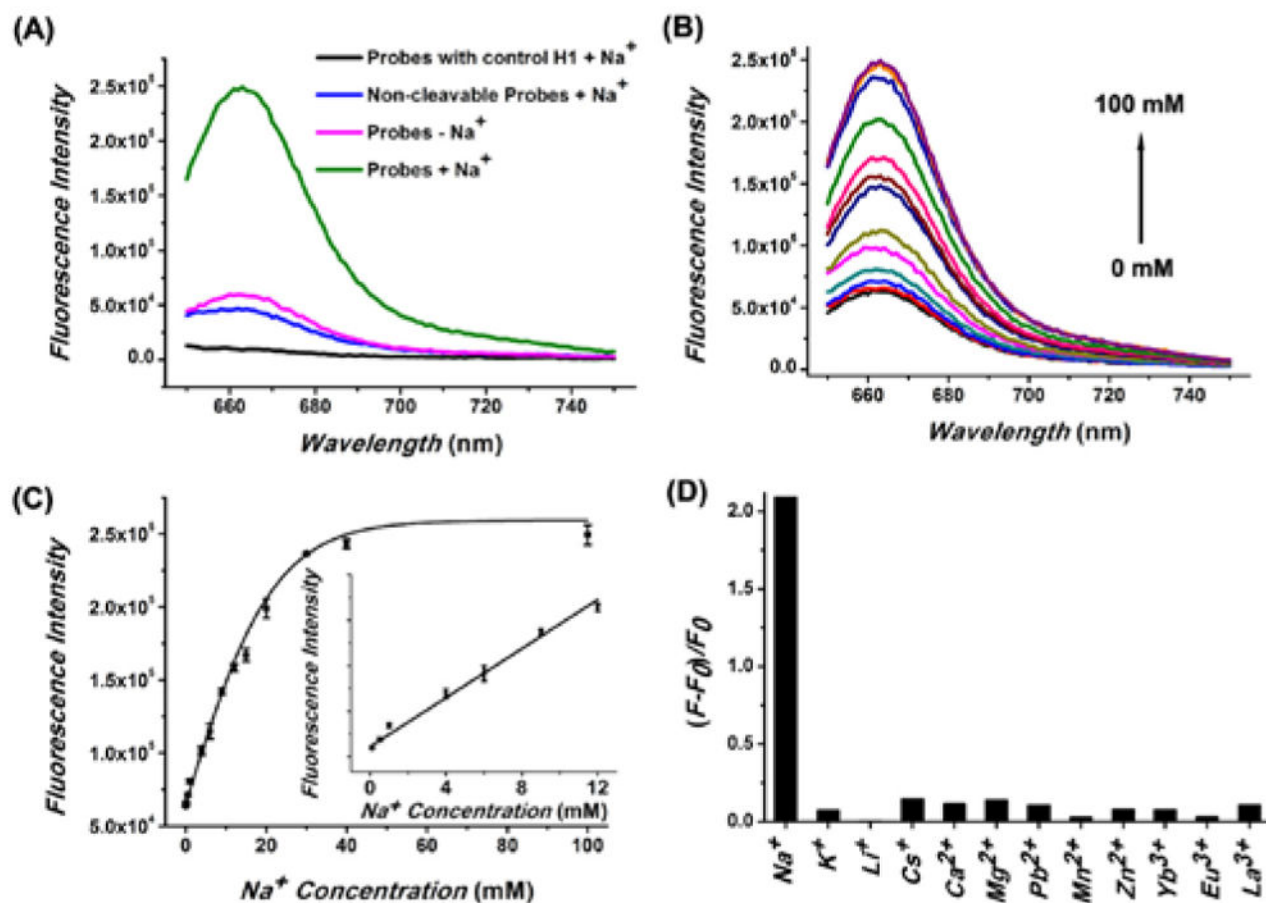 (A)
Fluorescence Intensity
2.5x10⁵
2.0x10⁵
1.5x10⁵
1.0x10⁵
5.0x10⁴
0.0
Probes with control H1 + Na⁺
Non-cleavable Probes + Na⁺
Probes - Na⁺
Probes + Na⁺
660 680 700 720 740
Wavelength (nm)
(B)
Fluorescence Intensity
2.5x10⁵
2.0x10⁵
1.5x10⁵
1.0x10⁵
5.0x10⁴
0.0
100 mM
0 mM
660 680 700 720 740
Wavelength (nm)
(C)
Fluorescence Intensity
2.5x10⁵
2.0x10⁵
1.5x10⁵
1.0x10⁵
5.0x10⁴
Fluorescence Intensity
0 4 8 12
Na⁺ Concentration (mM)
0 20 40 60 80 100
Na⁺ Concentration (mM)
(D)
(F-F₀)/F₀
2.0
1.5
1.0
0.5
0.0
Na⁺ K⁺ Li⁺ Cs⁺ Ca²⁺ Mg²⁺ Pb²⁺ Mn²⁺ Zn²⁺ Yb³⁺ Eu³⁺ La³⁺